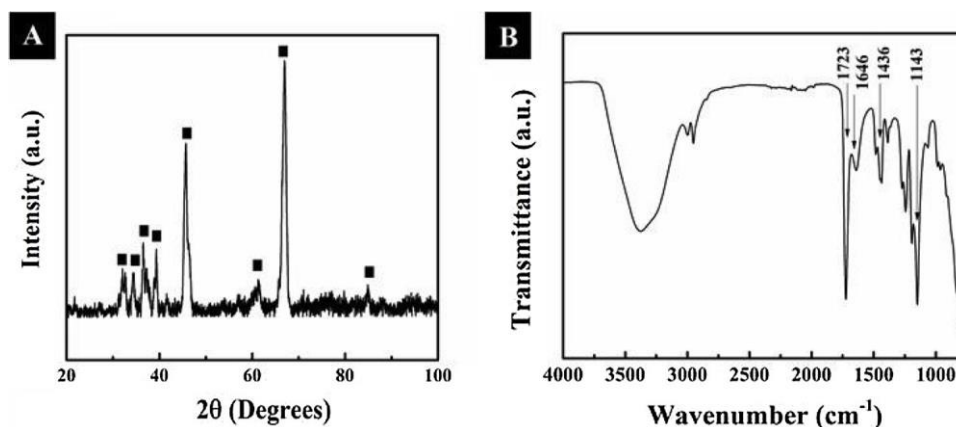 A
Intensity (a.u.)
20 40 60 80 100
2θ (Degrees)
B
1723
1646
1436
1143
Transmittance (a.u.)
4000 3500 3000 2500 2000 1500 1000
Wavenumber (cm⁻¹)